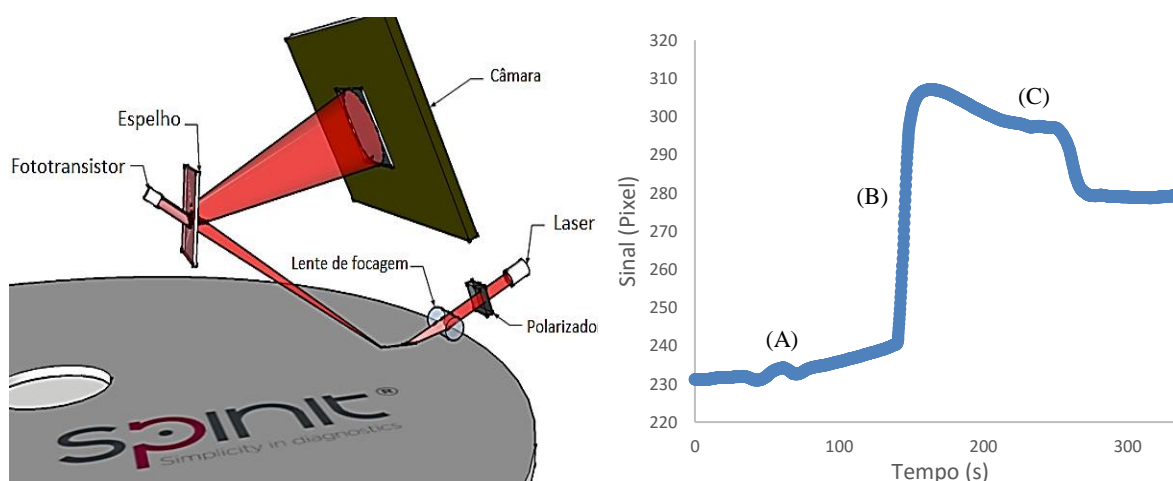 Câmara
Espelho
Fototransistor
Laser
Lente de focagem
Polarizado
spinit®
Simplicity in diagnostics
320
310
300
290
280
270
260
250
240
230
220
Sinal (Pixel)
(A)
(B)
(C)
0
100
200
300
Tempo (s)